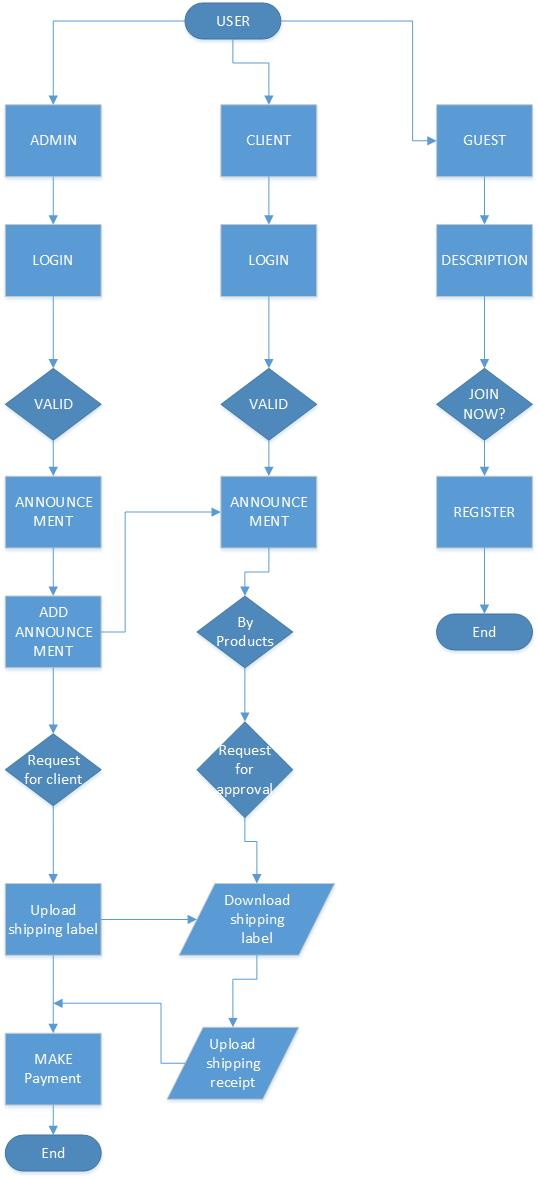 USER
ADMIN
CLIENT
GUEST
LOGIN
LOGIN
DESCRIPTION
VALID
VALID
JOIN
NOW?
ANNOUNCE
MENT
ANNOUNCE
MENT
REGISTER
ADD
ANNOUNCE
MENT
By
Products
End
Request
for client
Request
for
approval
Upload
shipping label
Download
shipping
label
MAKE
Payment
Upload
shipping
receipt
End